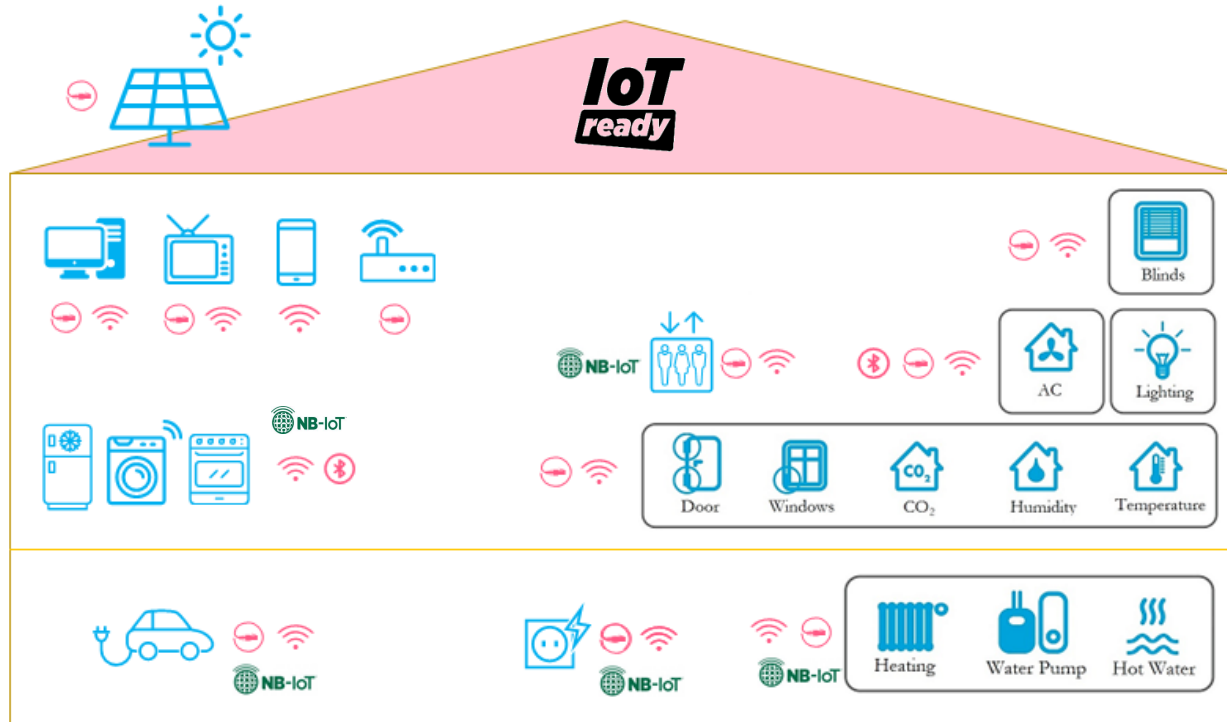 IoT
ready
Blinds
NB-IoT
AC
Lighting
NB-IoT
CO₂
Door
Windows
CO₂
Humidity
Temperature
NB-IoT
NB-IoT
NB-IoT
Heating
Water Pump
Hot Water